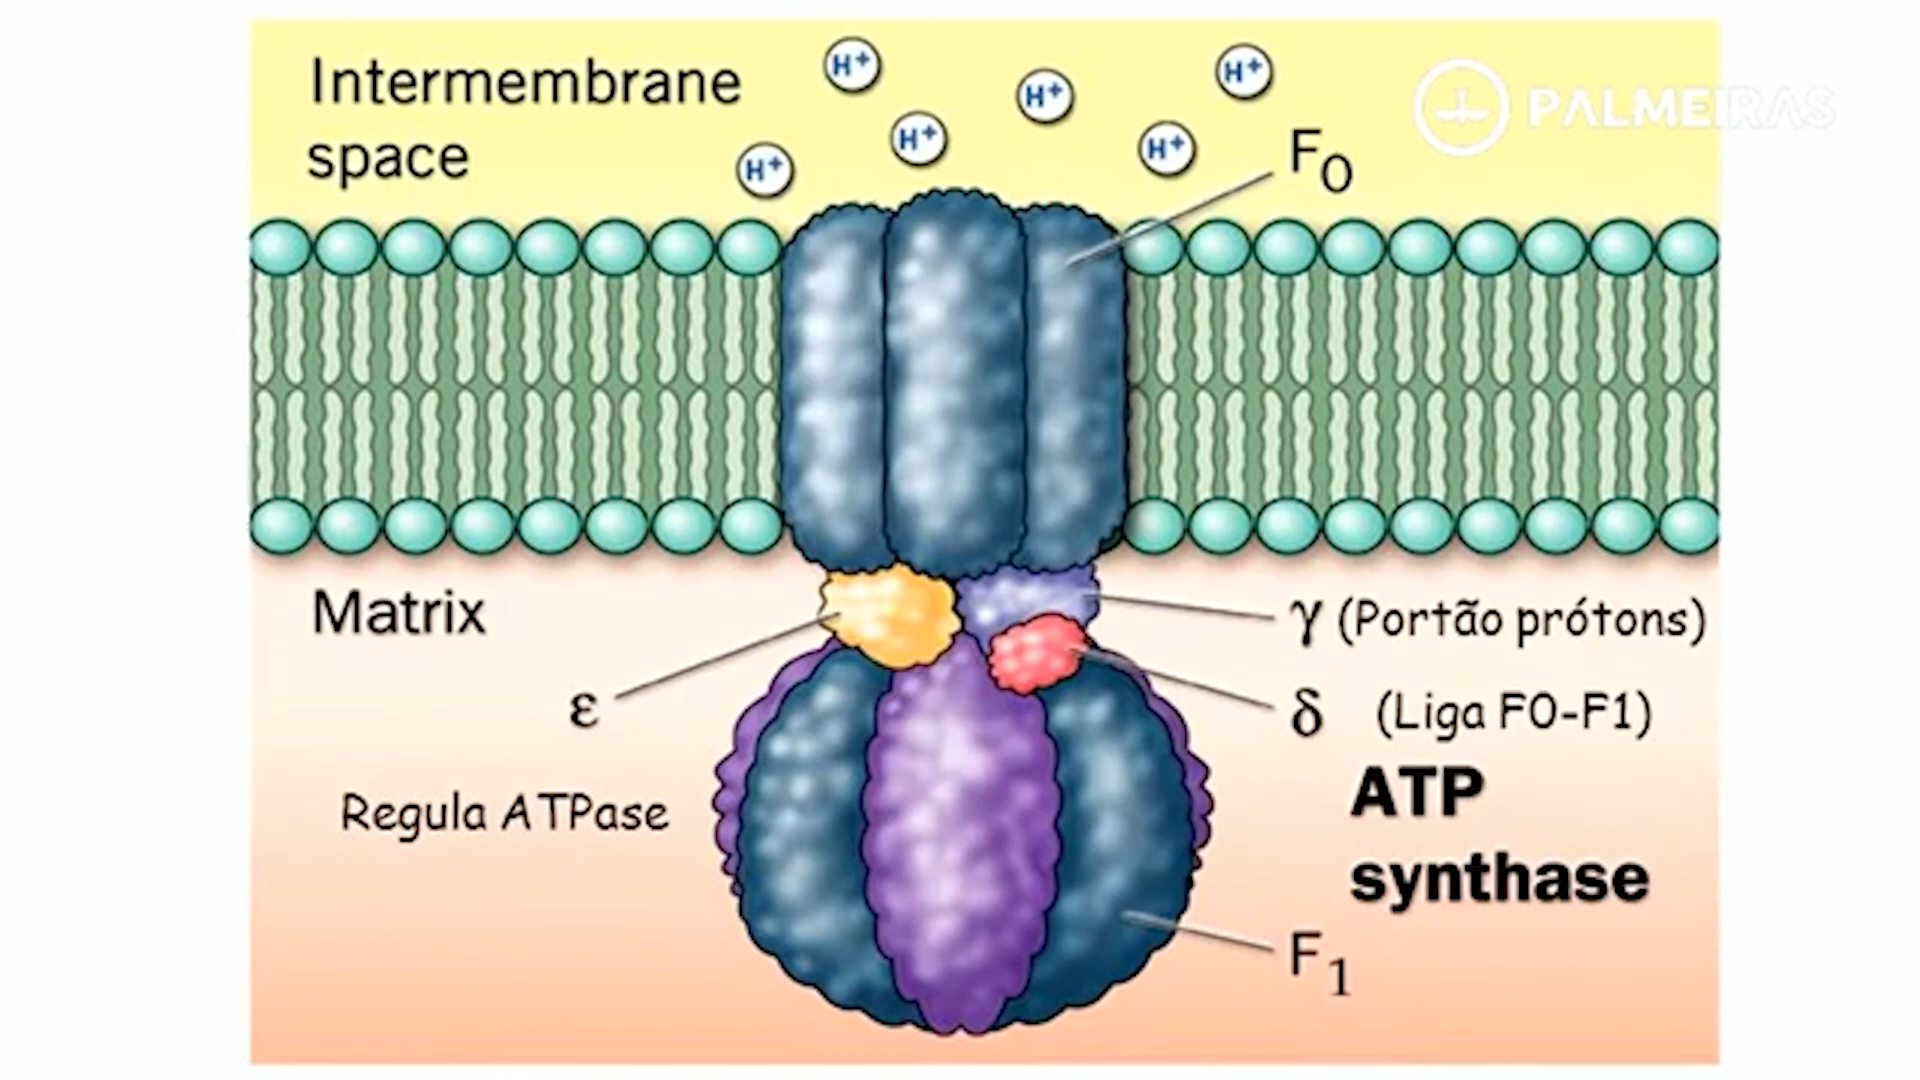 Intermembrane
space
H⁺
H⁺
H⁺
H⁺
H⁺
H⁺
PALMEIRAS
F₀
Matrix
γ (Portão prótons)
ε
δ (Liga F0-F1)
Regula ATPase
ATP
synthase
F₁